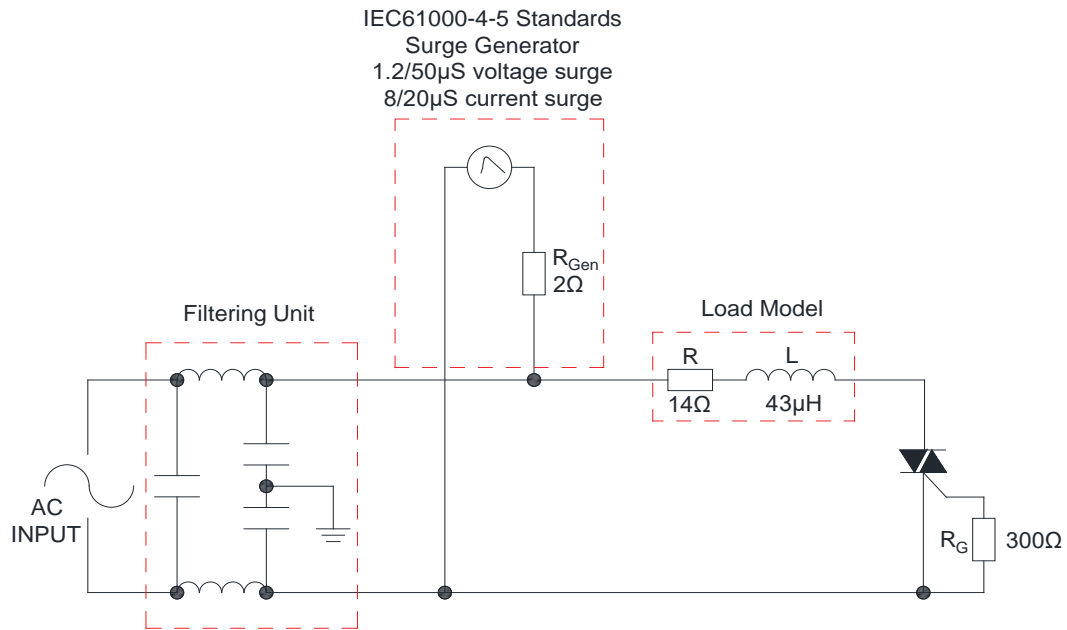 IEC61000-4-5 Standards
Surge Generator
1.2/50µS voltage surge
8/20µS current surge
R_Gen
2Ω
Filtering Unit
Load Model
R
L
14Ω
43µH
AC
INPUT
R_G
300Ω